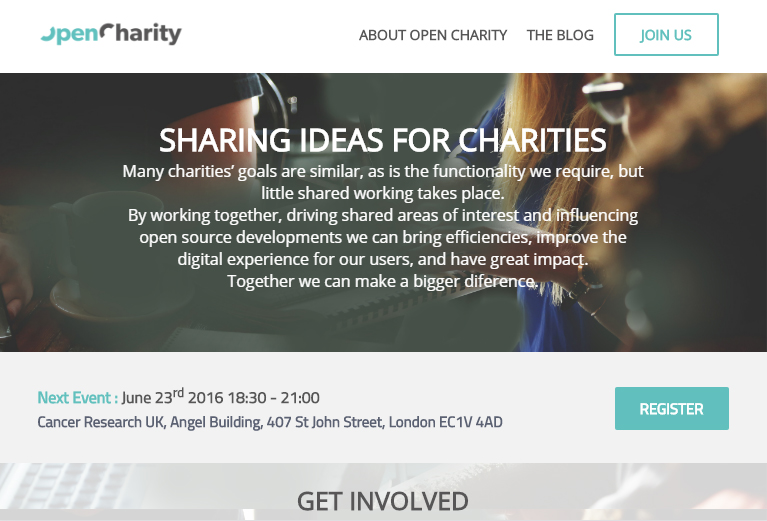 OpenCharity
ABOUT OPEN CHARITY THE BLOG JOIN US
SHARING IDEAS FOR CHARITIES
Many charities’ goals are similar, as is the functionality we require, but
little shared working takes place.
By working together, driving shared areas of interest and influencing
open source developments we can bring efficiencies, improve the
digital experience for our users, and have great impact.
Together we can make a bigger diference.
Next Event : June 23rd 2016 18:30 - 21:00
Cancer Research UK, Angel Building, 407 St John Street, London EC1V 4AD
REGISTER
GET INVOLVED